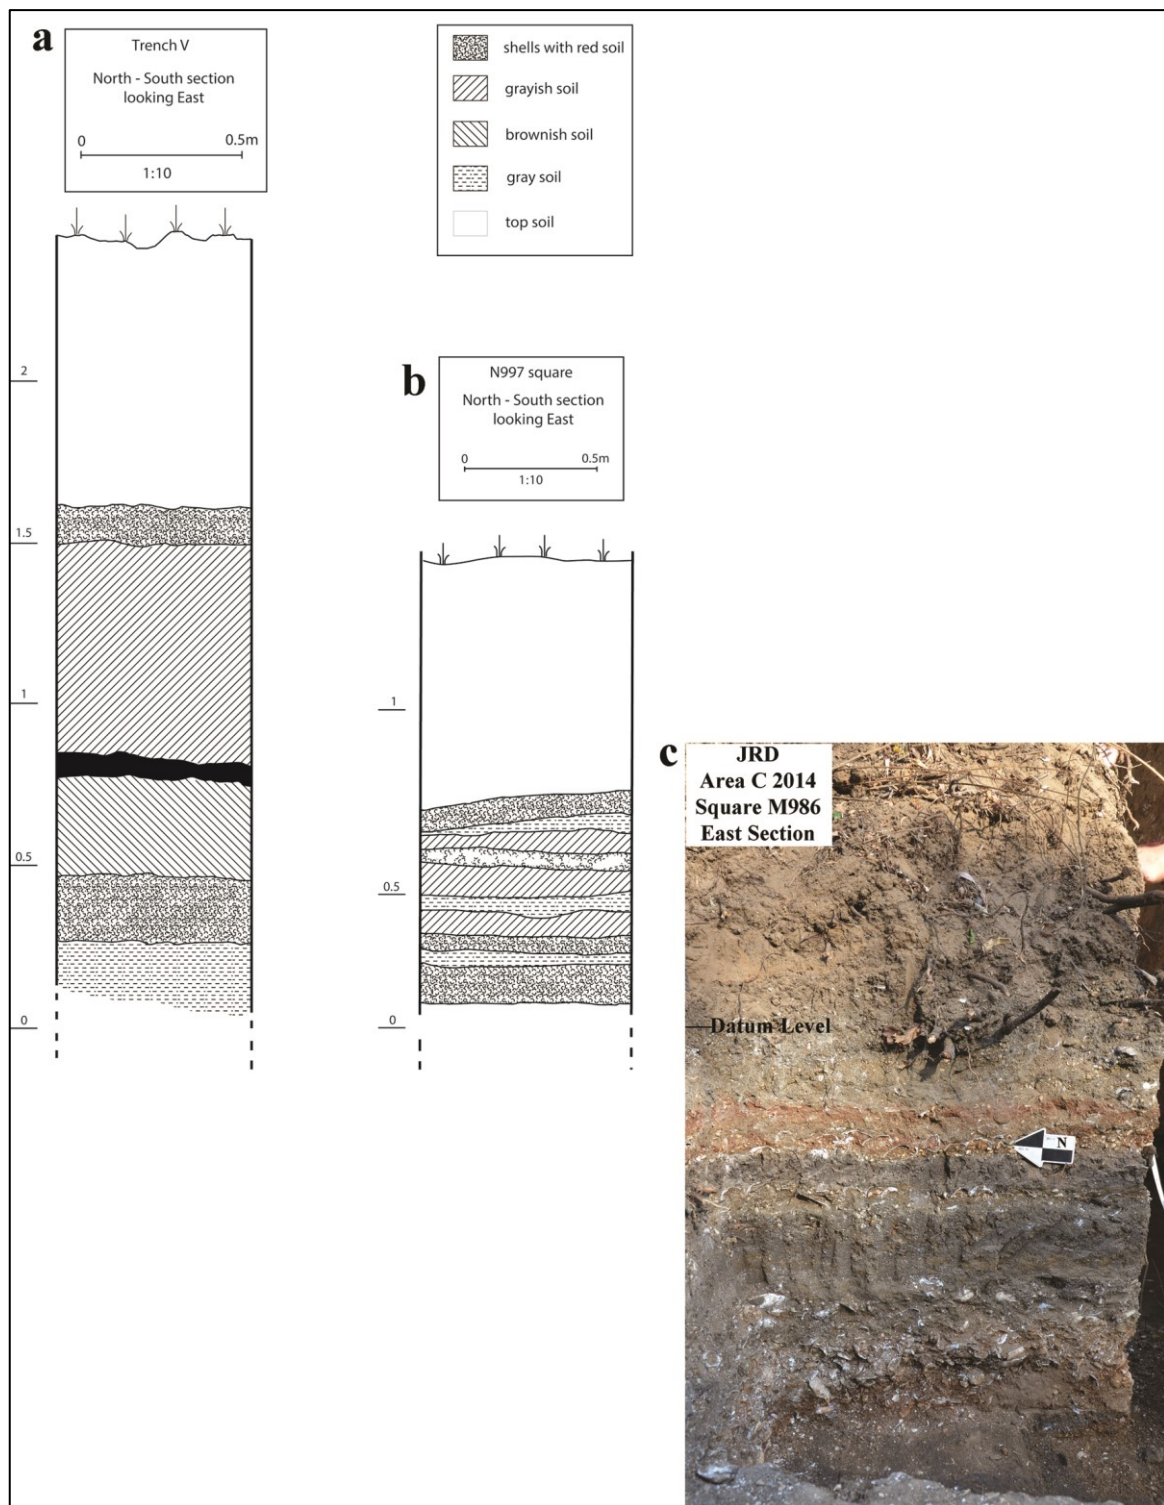 a
Trench V
North - South section
looking East
0 0.5m
1:10
shells with red soil
grayish soil
brownish soil
gray soil
top soil
2
1.5
1
0.5
0
b
N997 square
North - South section
looking East
0 0.5m
1:10
1
0.5
0
c
JRD
Area C 2014
Square M986
East Section
Datum Level
N